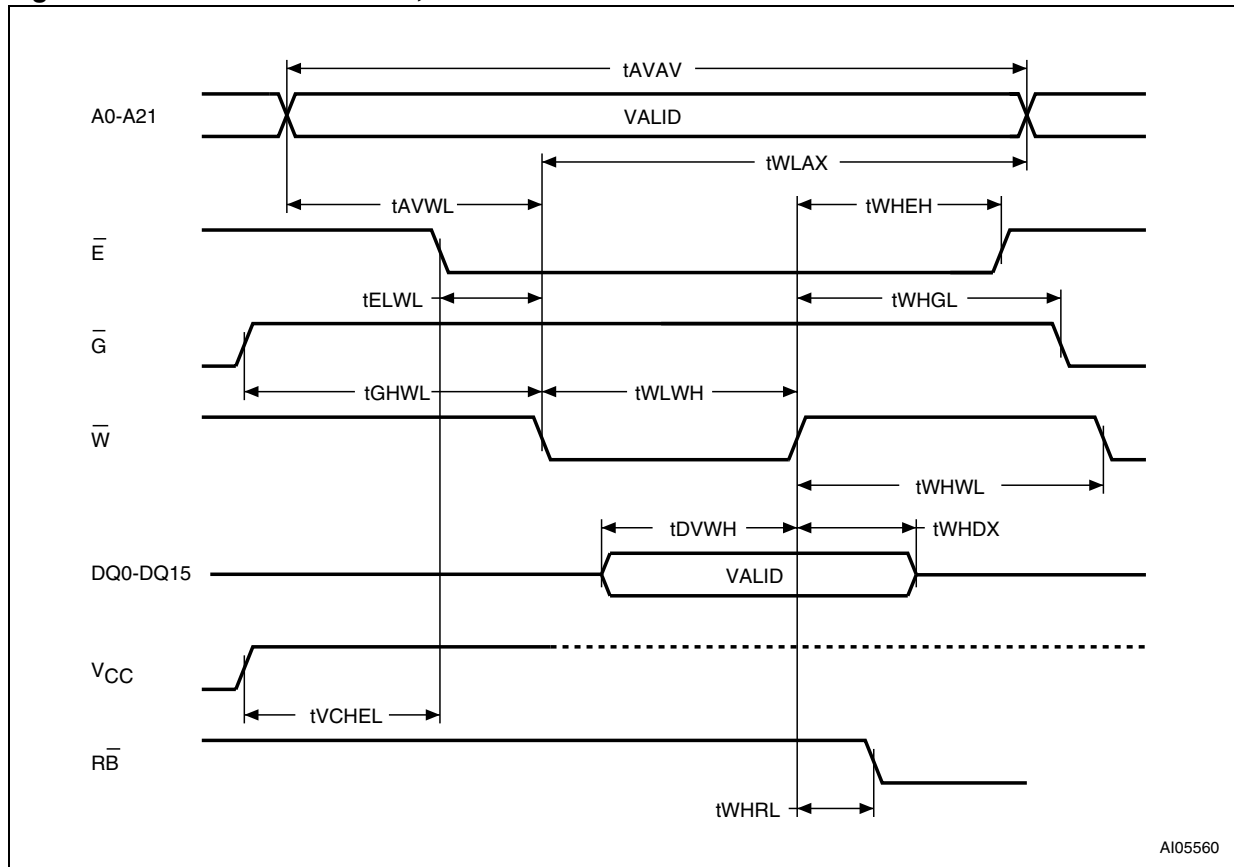 tAVAV
A0-A21
VALID
tWLAX
tAVWL
tWHEH
E̅
tELWL
tWHGL
G̅
tGHWL
tWLWH
W̅
tWHWL
tDVWH
tWHDX
DQ0-DQ15
VALID
VCC
tVCHEL
RB̅
tWHRL
AI05560